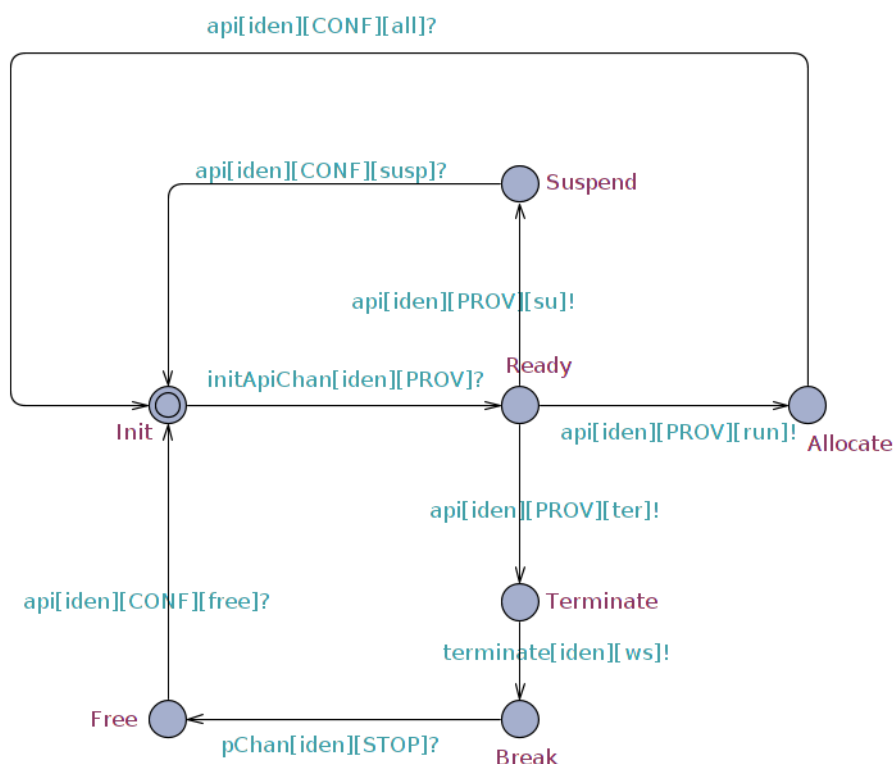 api[iden][CONF][all]?
api[iden][CONF][susp]?
Suspend
api[iden][PROV][su]!
Ready
initApiChan[iden][PROV]?
Init
api[iden][PROV][run]!
Allocate
api[iden][PROV][ter]!
api[iden][CONF][free]?
Terminate
terminate[iden][ws]!
Free
pChan[iden][STOP]?
Break